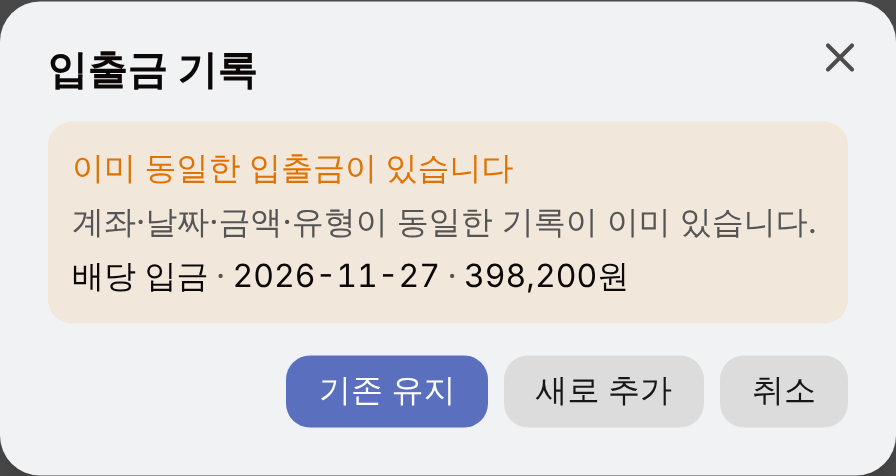 입출금 기록
이미 동일한 입출금이 있습니다
계좌·날짜·금액·유형이 동일한 기록이 이미 있습니다.
배당 입금 · 2026-11-27 · 398,200원
기존 유지 새로 추가 취소